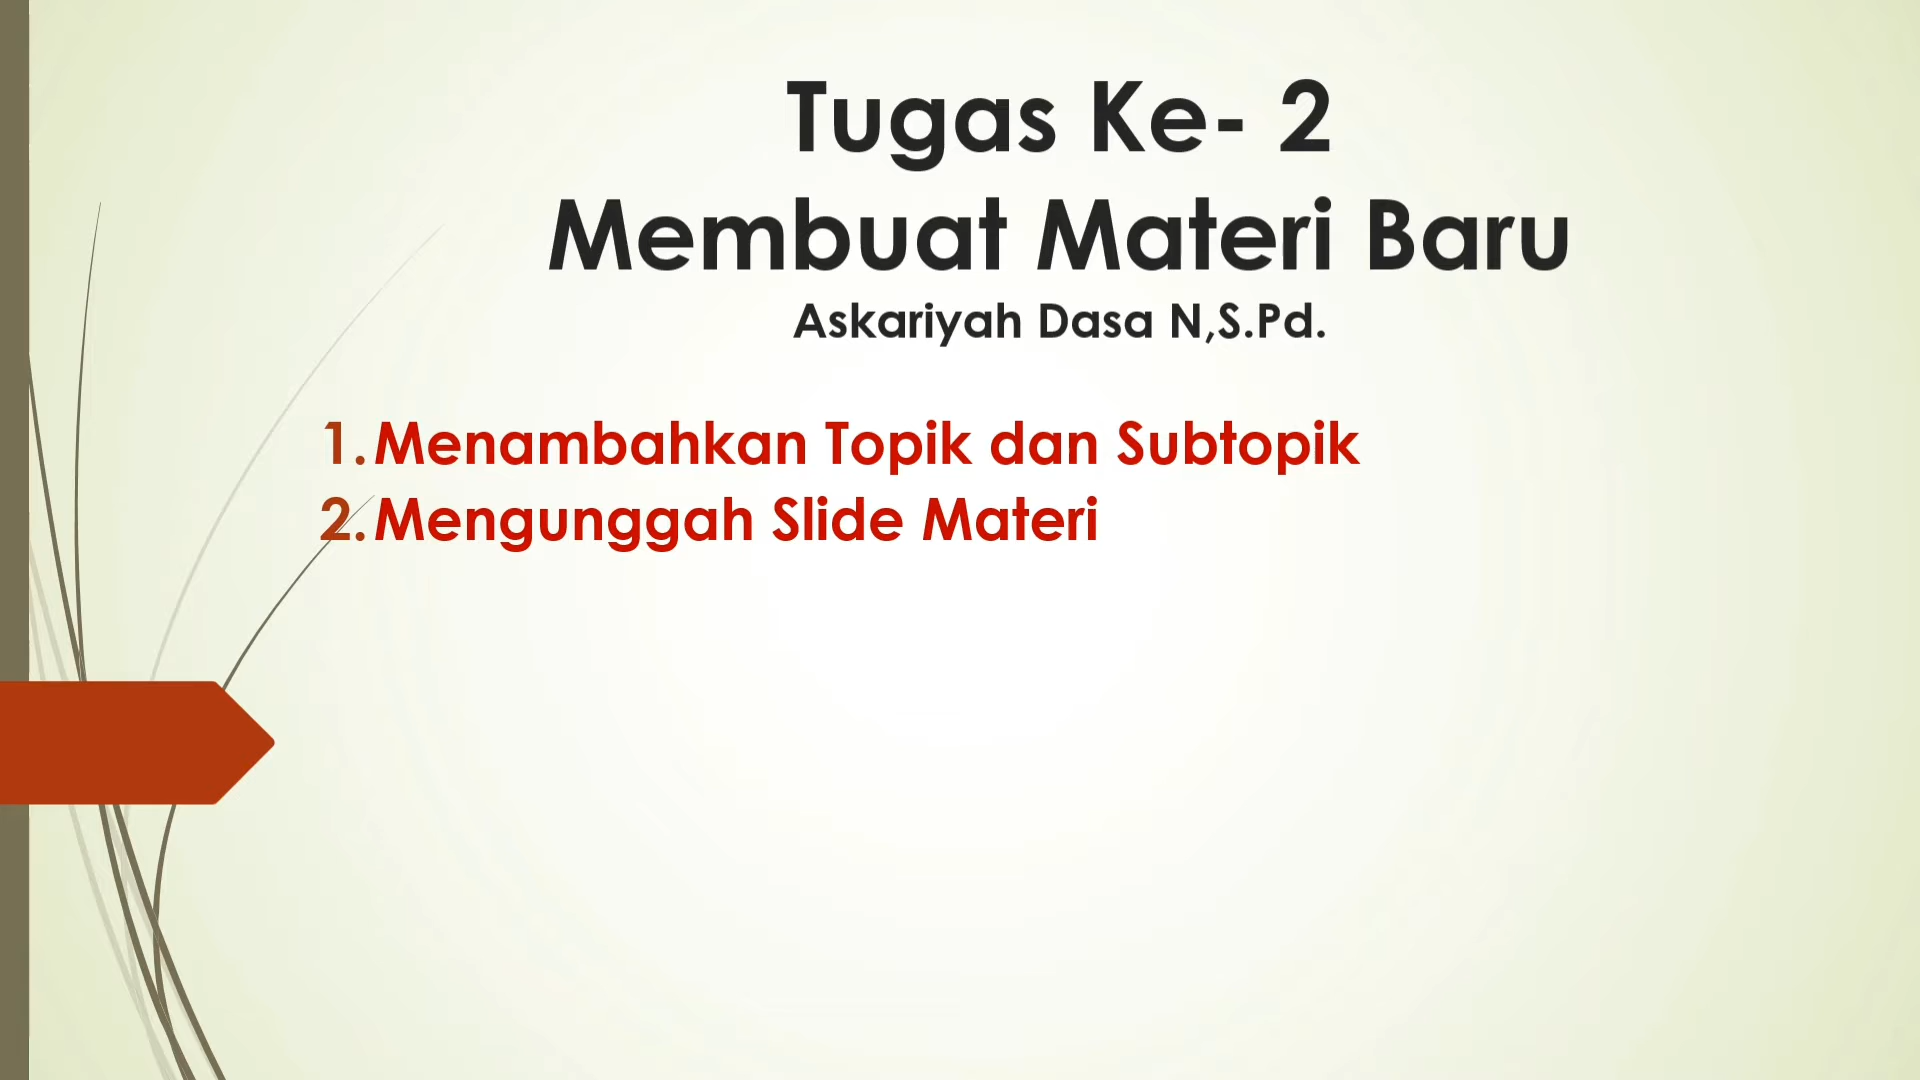 Tugas Ke- 2
Membuat Materi Baru
Askariyah Dasa N,S.Pd.
1. Menambahkan Topik dan Subtopik
2. Mengunggah Slide Materi